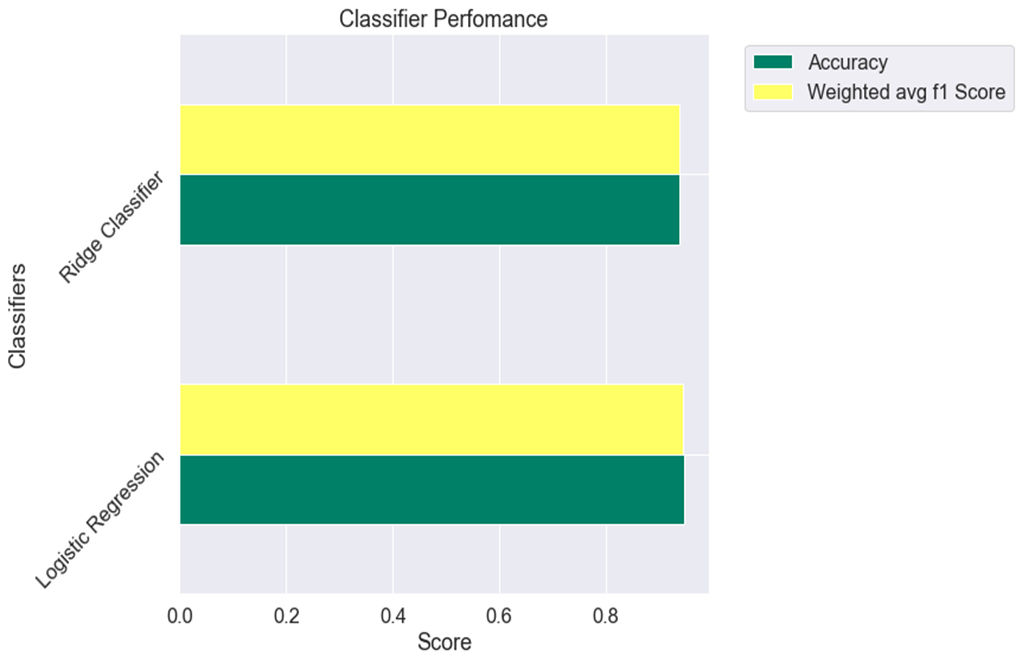 Classifier Perfomance
Accuracy
Weighted avg f1 Score
Classifiers
Ridge Classifier
Logistic Regression
0.0 0.2 0.4 0.6 0.8
Score